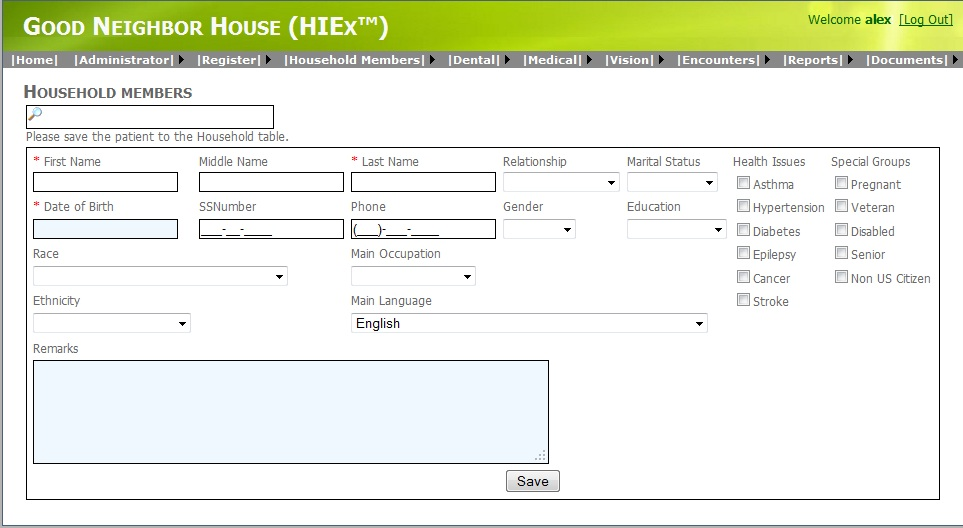 GOOD NEIGHBOR HOUSE (HIEX™)
Welcome alex [Log Out]
|Home| |Administrator| |Register| |Household Members| |Dental| |Medical| |Vision| |Encounters| |Reports| |Documents|
HOUSEHOLD MEMBERS
Please save the patient to the Household table.
* First Name Middle Name * Last Name Relationship Marital Status Health Issues Special Groups
Asthma Pregnant
* Date of Birth SSNumber Phone Gender Education Hypertension Veteran
___-__-____ (___)-___-____ Diabetes Disabled
Race Main Occupation Epilepsy Senior
Cancer Non US Citizen
Ethnicity Main Language Stroke
English
Remarks
Save